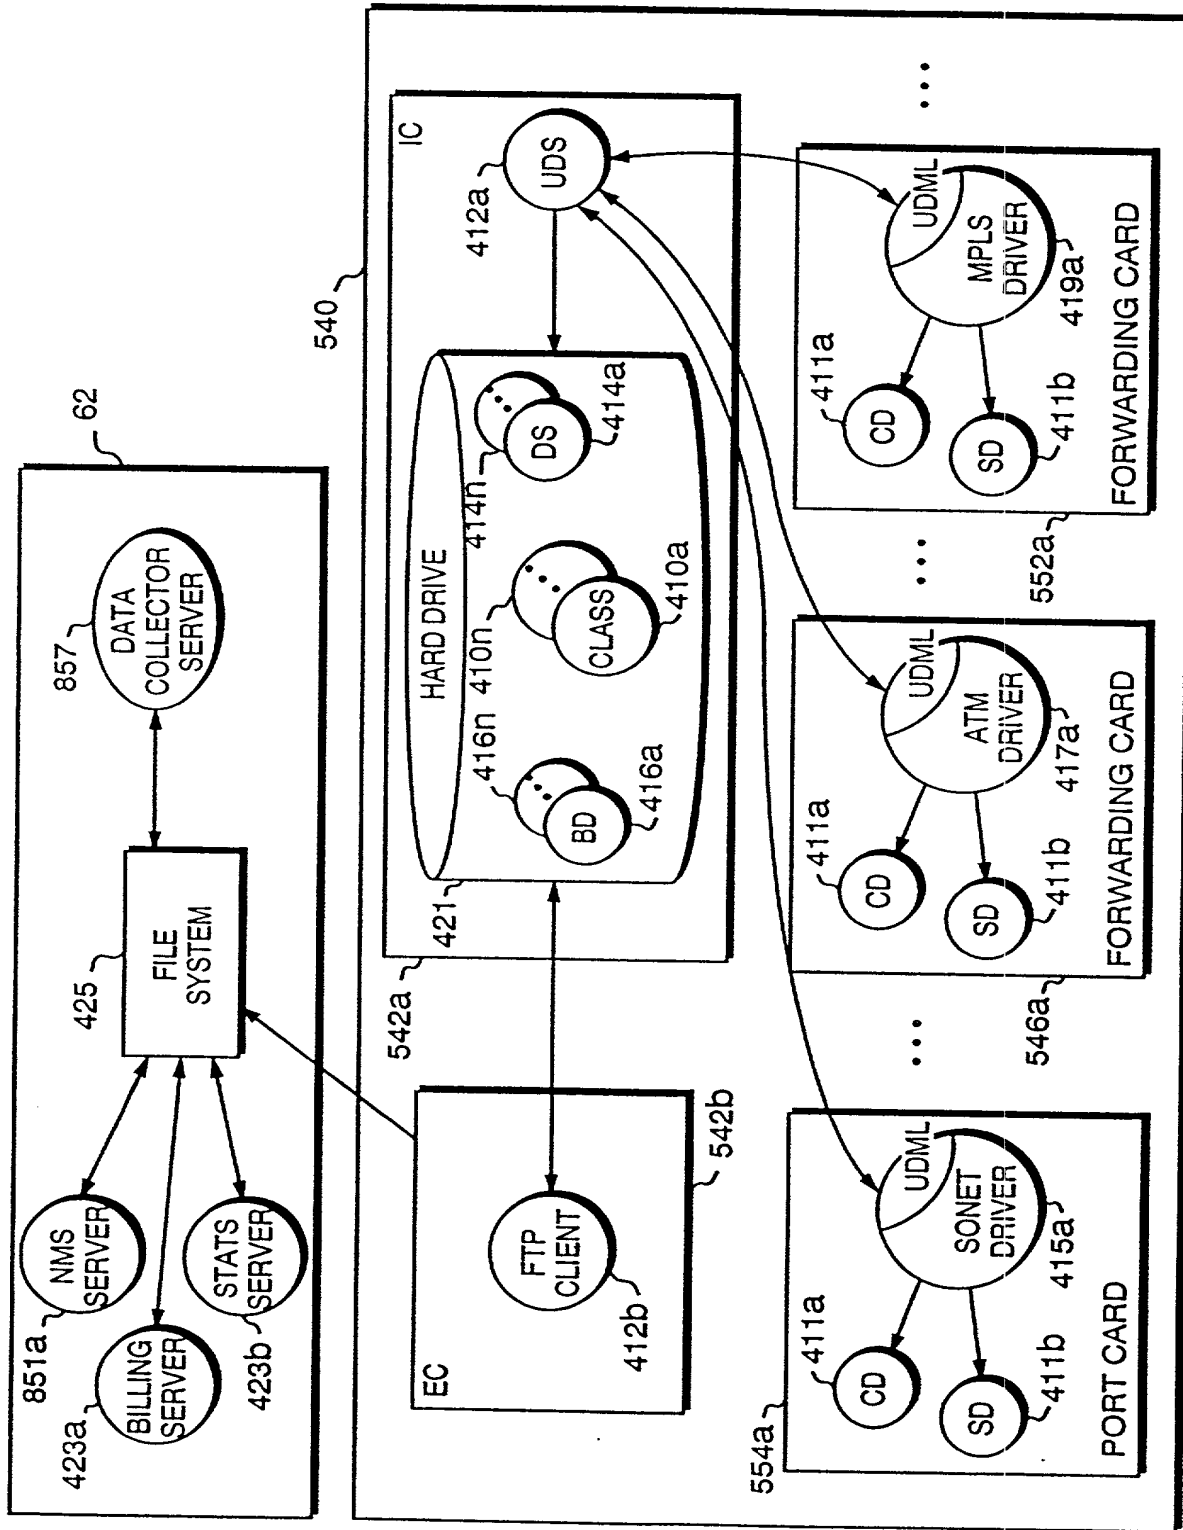 62
857
DATA
COLLECTOR
SERVER
425
FILE
SYSTEM
851a
NMS
SERVER
423a
BILLING
SERVER
STATS
SERVER
423b
540
542a
IC
421
HARD DRIVE
416n
BD
416a
410n
CLASS
410a
414n
DS
414a
412a
UDS
EC
FTP
CLIENT
412b
542b
554a
411a
CD
SD
411b
UDML
SONET
DRIVER
415a
PORT CARD
• • •
546a
411a
CD
SD
411b
UDML
ATM
DRIVER
417a
FORWARDING CARD
• • •
552a
411a
CD
SD
411b
UDML
MPLS
DRIVER
419a
FORWARDING CARD
• • •